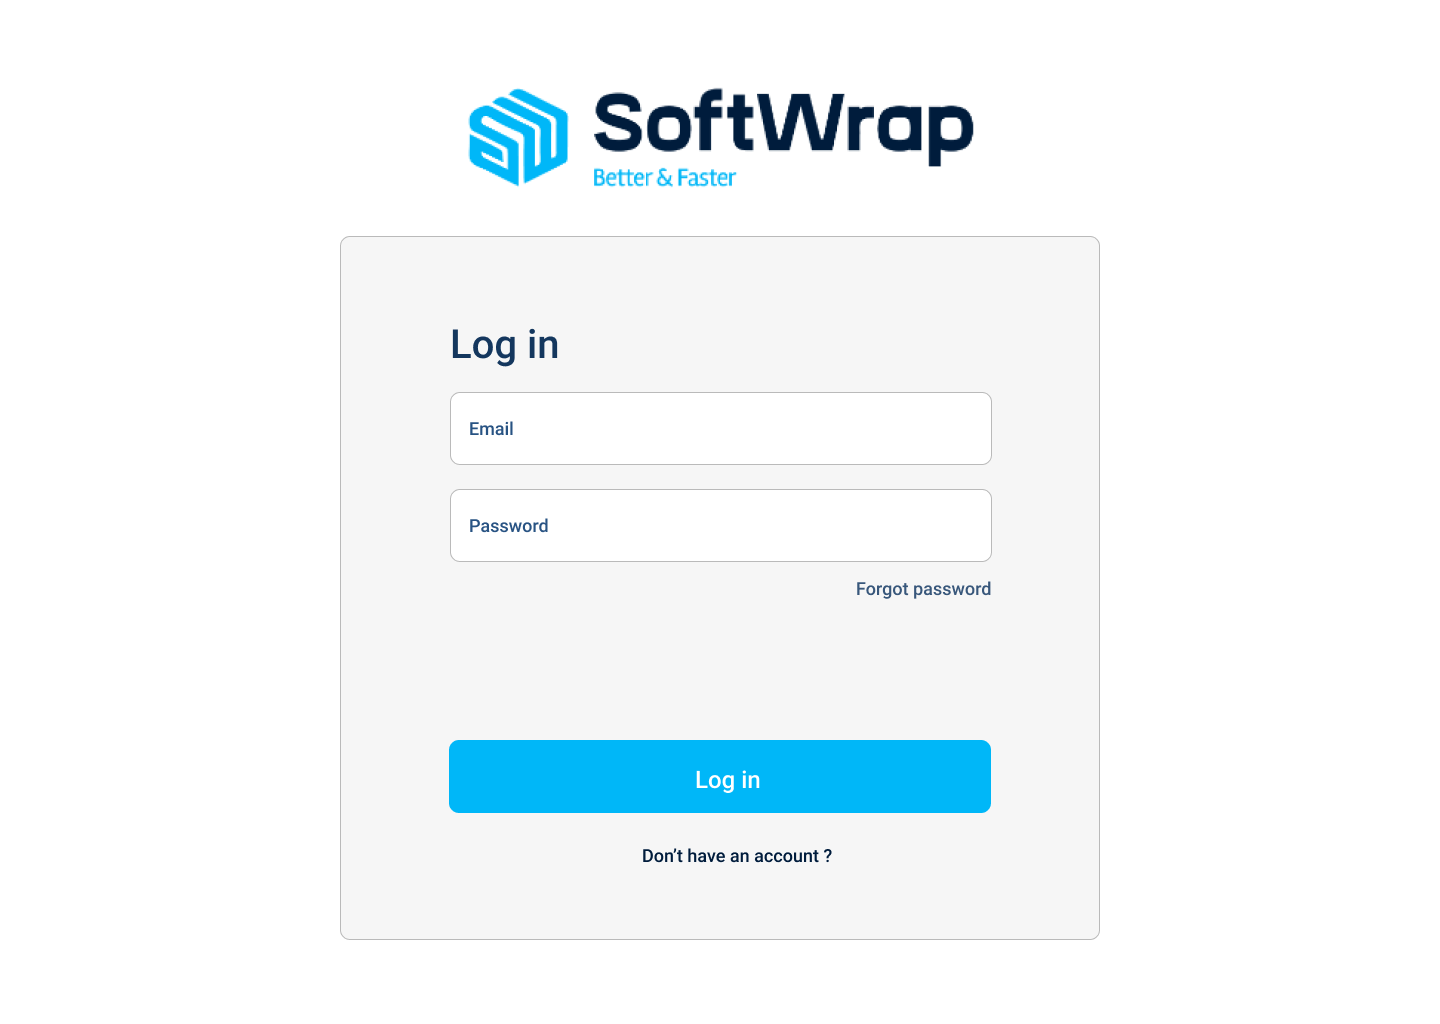 SoftWrap
Better & Faster
Log in
Email
Password
Forgot password
Log in
Don’t have an account ?